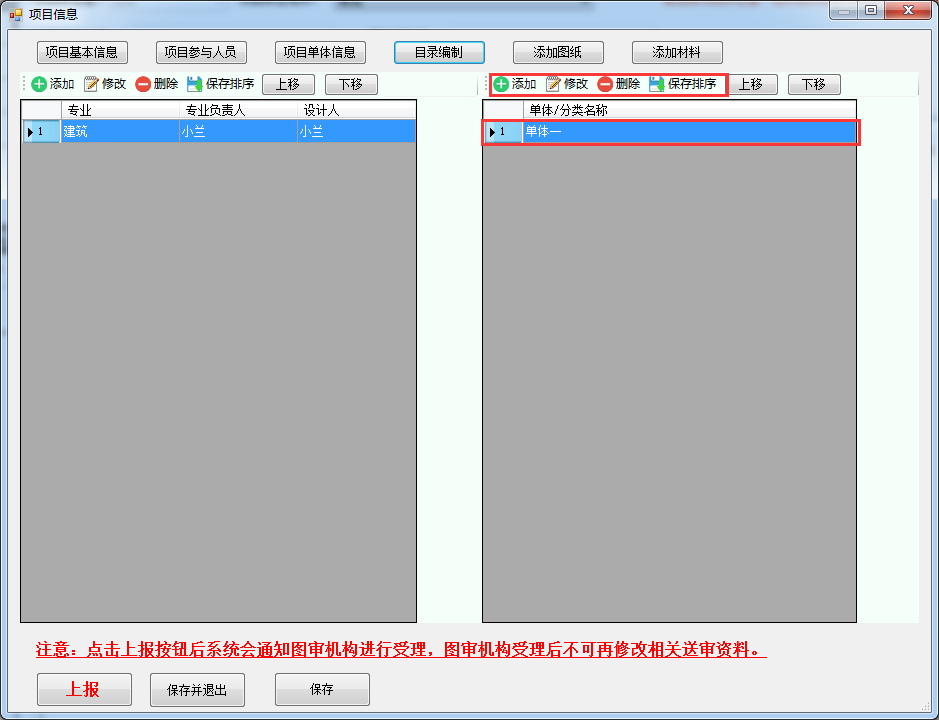 项目信息
项目基本信息 项目参与人员 项目单体信息 目录编制 添加图纸 添加材料
添加 修改 删除 保存排序 上移 下移 添加 修改 删除 保存排序 上移 下移
专业 专业负责人 设计人 单体/分类名称
1 建筑 小兰 小兰 1 单体一
注意：点击上报按钮后系统会通知图审机构进行受理，图审机构受理后不可再修改相关送审资料。
上报 保存并退出 保存